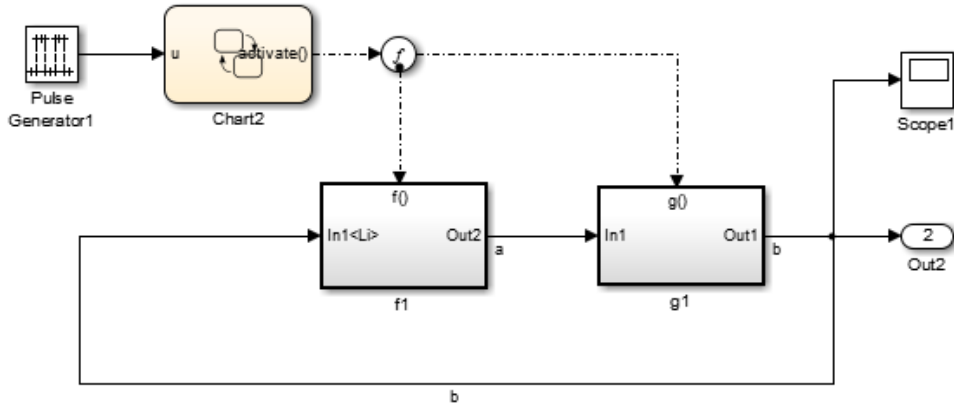 u
activate()
f
Pulse
Generator1
Chart2
Scope1
f()
In1<Li>
Out2
a
f1
g()
In1
Out1
b
g1
2
Out2
b